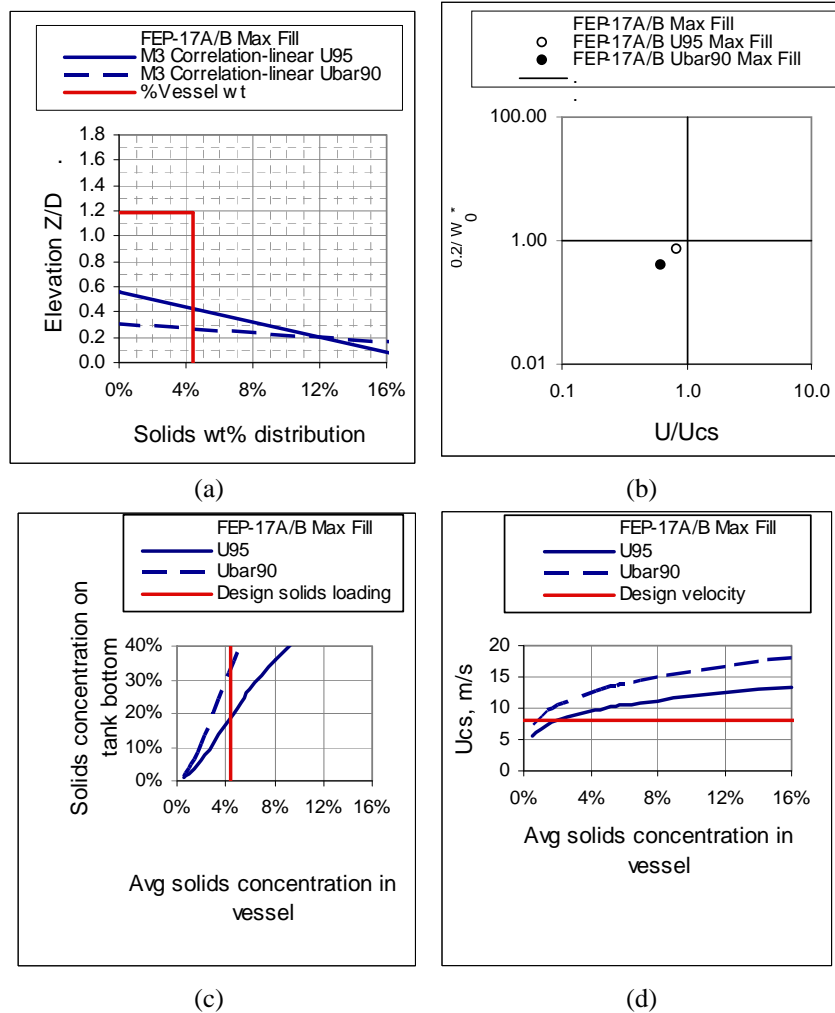 FEP-17A/B Max Fill
M3 Correlation-linear U95
M3 Correlation-linear Ubar90
%Vessel wt
Elevation Z/D
1.8
1.6
1.4
1.2
1.0
0.8
0.6
0.4
0.2
0.0
0% 4% 8% 12% 16%
Solids wt% distribution
(a)
FEP-17A/B Max Fill
FEP-17A/B U95 Max Fill
FEP-17A/B Ubar90 Max Fill
.
.
0.2/ W0*
100.00
1.00
0.01
0.1 1.0 10.0
U/Ucs
(b)
FEP-17A/B Max Fill
U95
Ubar90
Design solids loading
Solids concentration on
tank bottom
40%
30%
20%
10%
0%
0% 4% 8% 12% 16%
Avg solids concentration in
vessel
(c)
FEP-17A/B Max Fill
U95
Ubar90
Design velocity
Ucs, m/s
20
15
10
5
0
0% 4% 8% 12% 16%
Avg solids concentration in
vessel
(d)